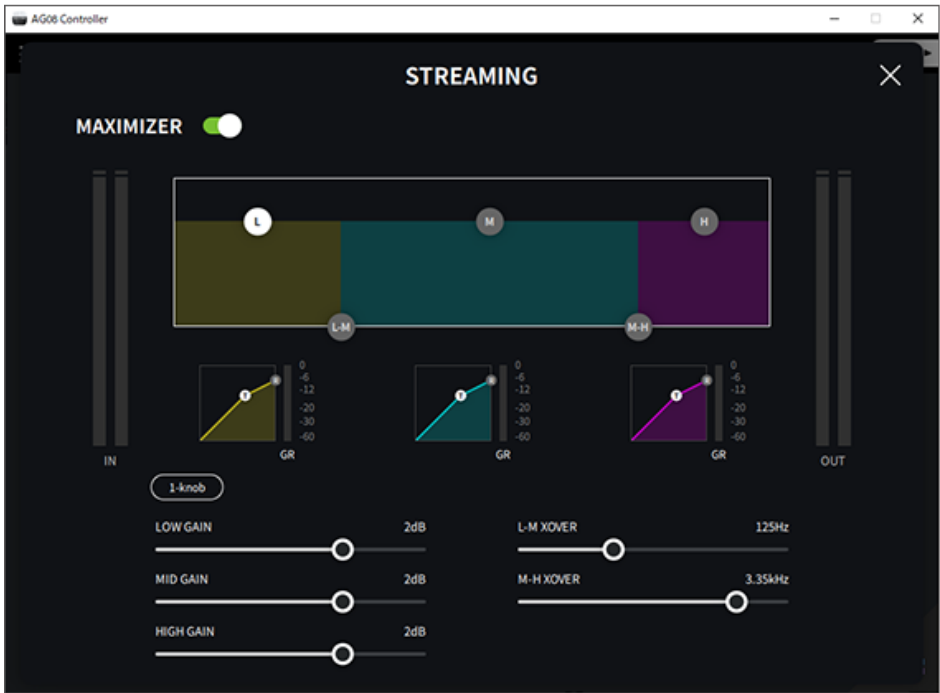 AG08 Controller
STREAMING
MAXIMIZER
L
M
H
L-M
M-H
T
R
0
-6
-12
-20
-30
-60
GR
T
R
0
-6
-12
-20
-30
-60
GR
T
R
0
-6
-12
-20
-30
-60
GR
IN
OUT
1-knob
LOW GAIN 2dB
L-M XOVER 125Hz
MID GAIN 2dB
M-H XOVER 3.35kHz
HIGH GAIN 2dB